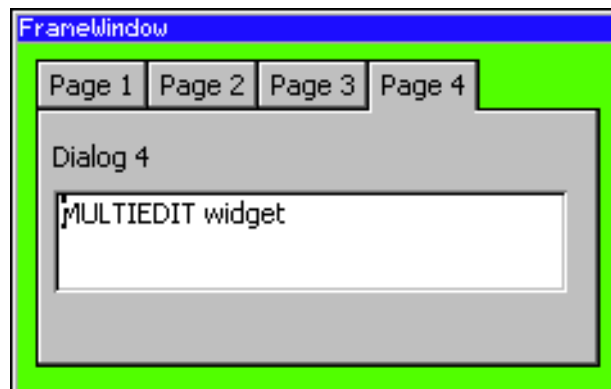 FrameWindow
Page 1 Page 2 Page 3 Page 4
Dialog 4
MULTIEDIT widget